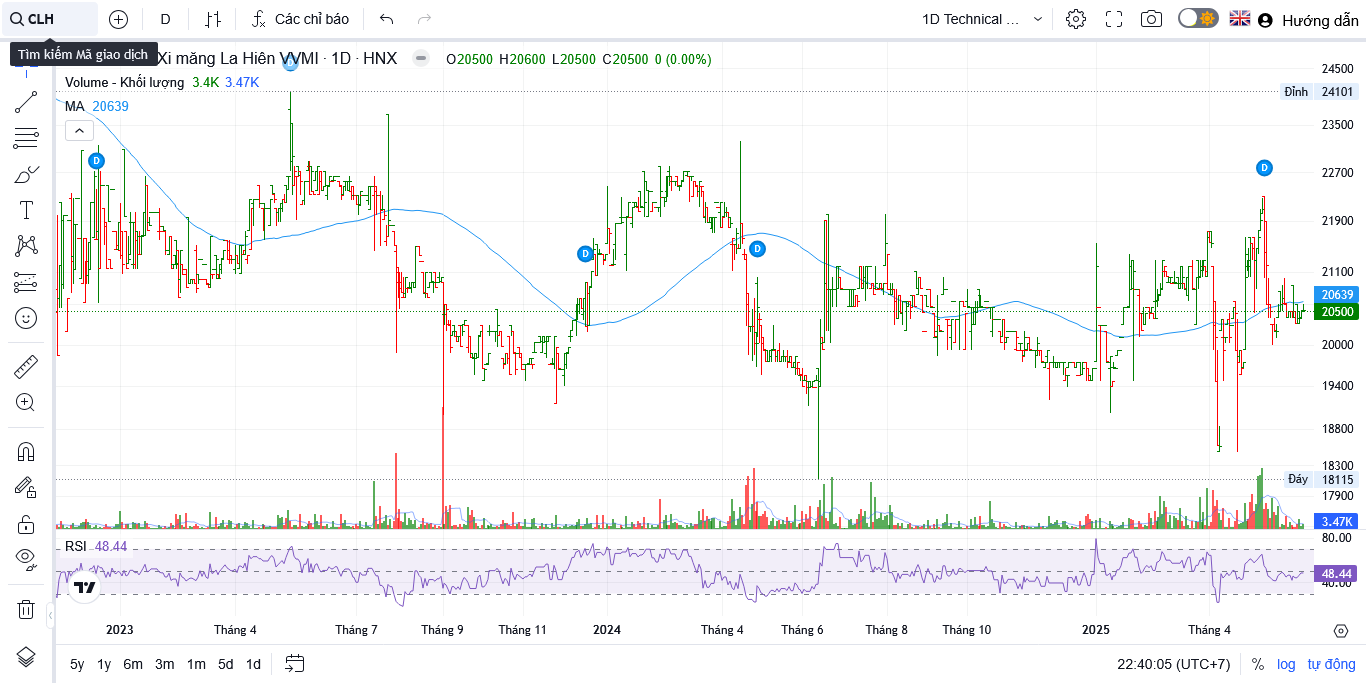 CLH
D
Các chỉ báo
1D Technical ...
Hướng dẫn
Tìm kiếm Mã giao dịch
Xi măng La Hiên VVMI · 1D · HNX
O20500 H20600 L20500 C20500 0 (0.00%)
Volume - Khối lượng 3.4K 3.47K
MA 20639
D
D
D
D
24500
Đỉnh 24101
23500
22700
21900
21100
20639
20500
20000
19400
18800
18300
Đáy 18115
17900
3.47K
RSI 48.44
80.00
48.44
40.00
2023 Tháng 4 Tháng 7 Tháng 9 Tháng 11 2024 Tháng 4 Tháng 6 Tháng 8 Tháng 10 2025 Tháng 4
5y 1y 6m 3m 1m 5d 1d
22:40:05 (UTC+7) % log tự động